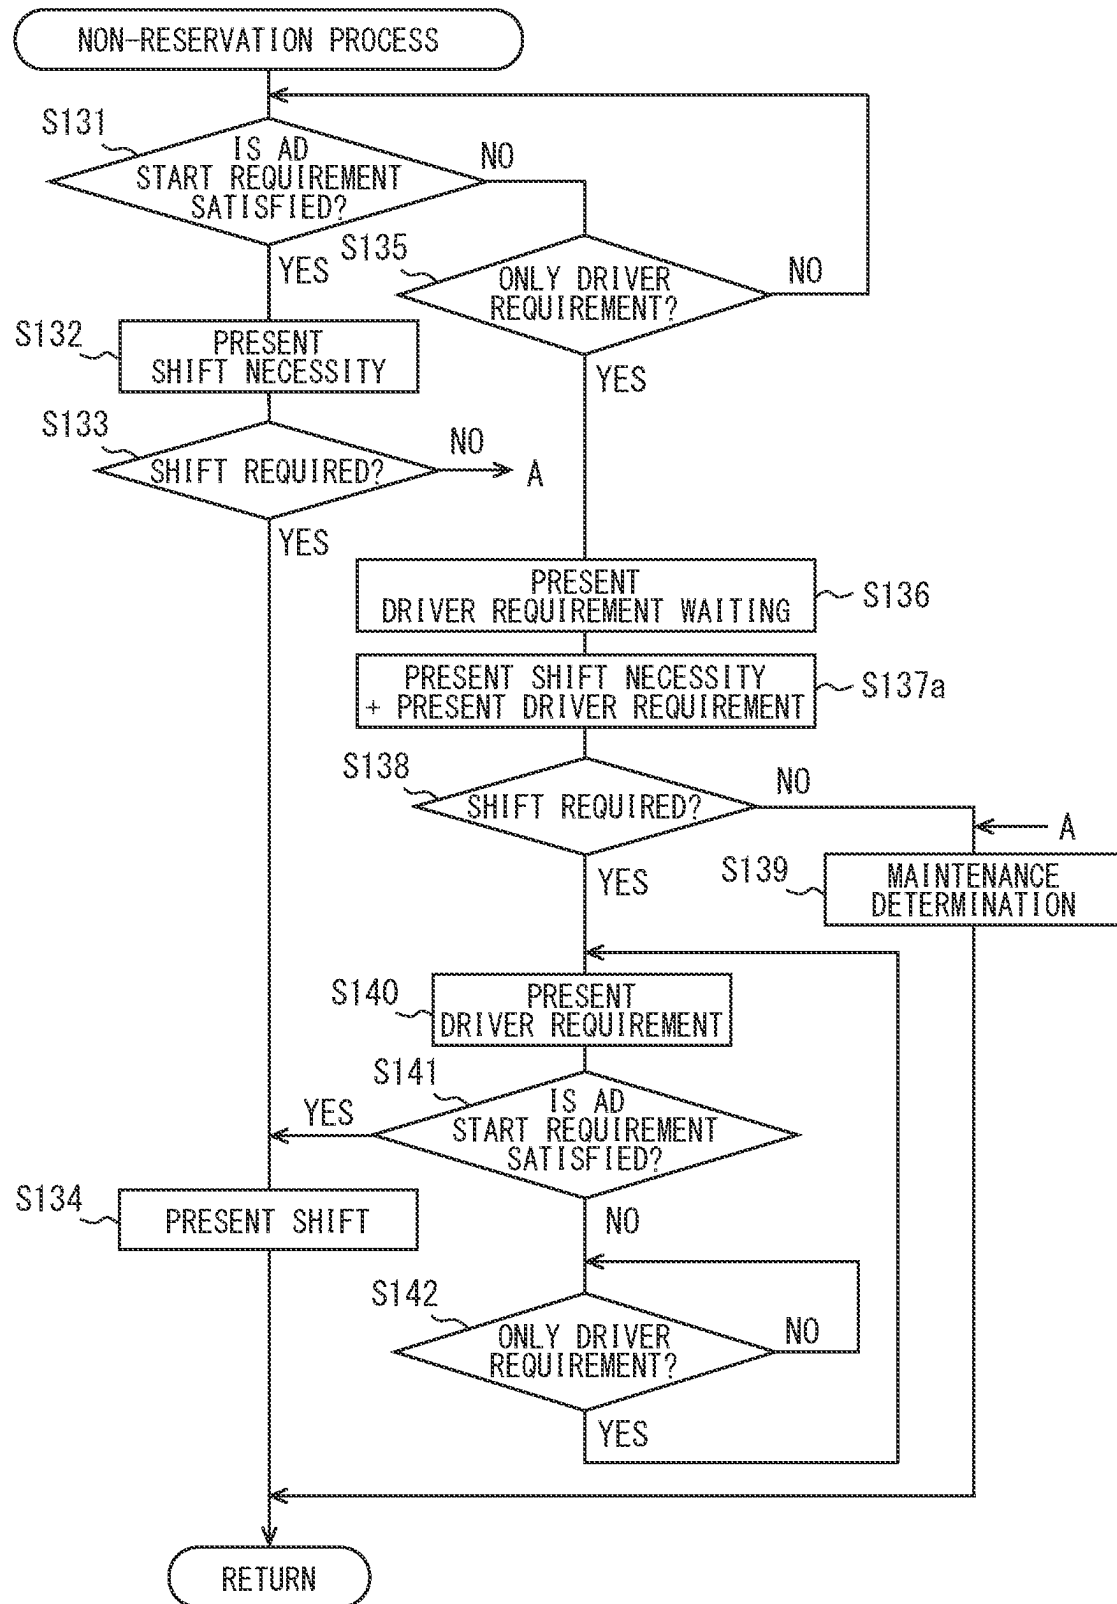 NON-RESERVATION PROCESS
S131
IS AD
START REQUIREMENT
SATISFIED?
NO
YES
S135
ONLY DRIVER
REQUIREMENT?
NO
YES
S132
PRESENT
SHIFT NECESSITY
S133
SHIFT REQUIRED?
NO
A
YES
PRESENT
DRIVER REQUIREMENT WAITING
S136
PRESENT SHIFT NECESSITY
+ PRESENT DRIVER REQUIREMENT
S137a
S138
SHIFT REQUIRED?
NO
A
YES
S139
MAINTENANCE
DETERMINATION
S140
PRESENT
DRIVER REQUIREMENT
S141
IS AD
START REQUIREMENT
SATISFIED?
YES
NO
S134
PRESENT SHIFT
S142
ONLY DRIVER
REQUIREMENT?
NO
YES
RETURN